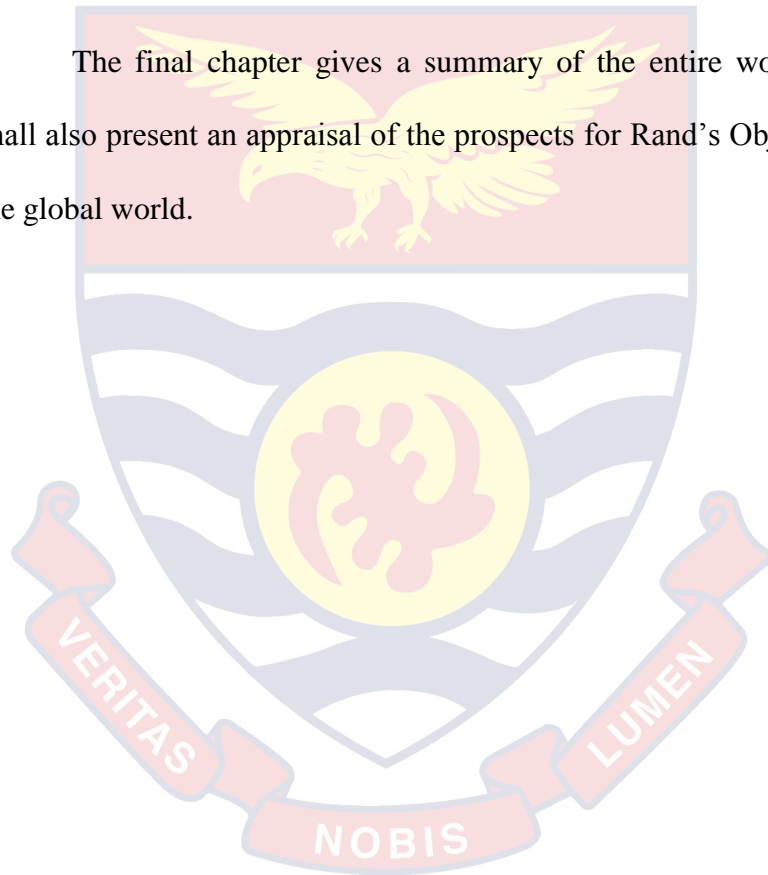 The final chapter gives a summary of the entire wo
hall also present an appraisal of the prospects for Rand's Obj
e global world.
VERITAS
NOBIS
LUMEN